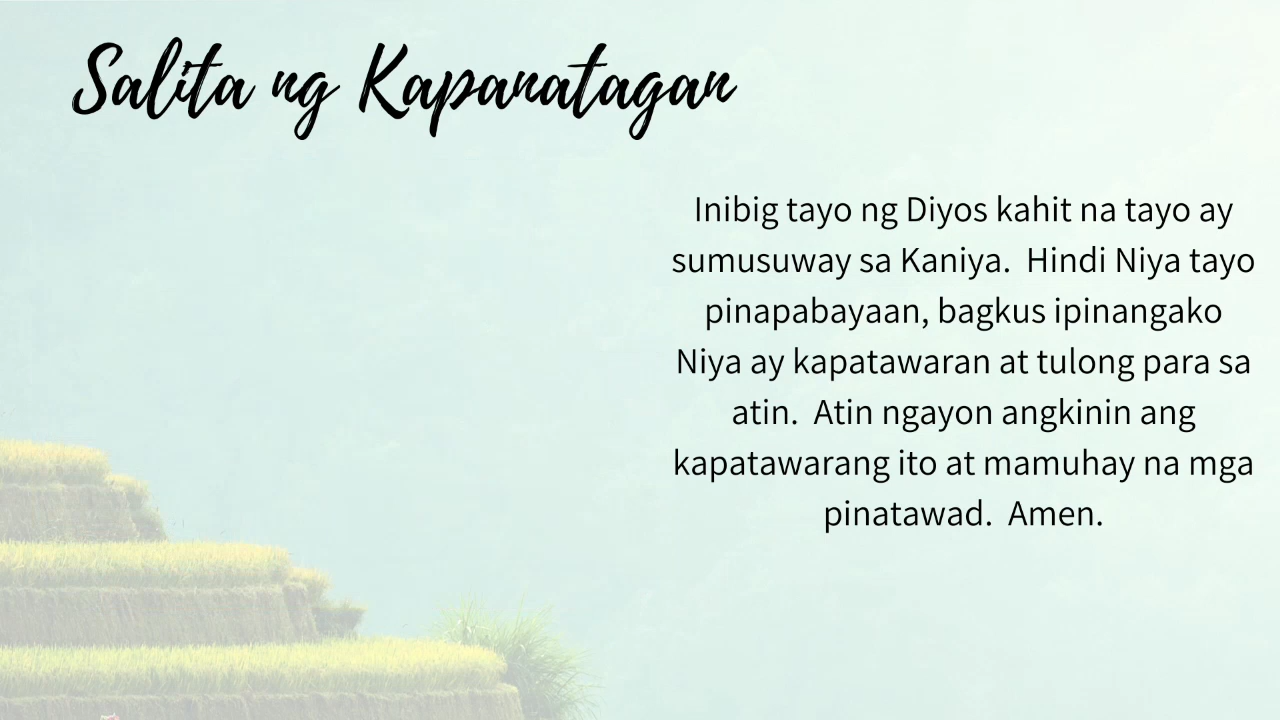 Salita ng Kapanatagan
Inibig tayo ng Diyos kahit na tayo ay
sumusuway sa Kaniya.  Hindi Niya tayo
pinapabayaan, bagkus ipinangako
Niya ay kapatawaran at tulong para sa
atin.  Atin ngayon angkinin ang
kapatawarang ito at mamuhay na mga
pinatawad.  Amen.